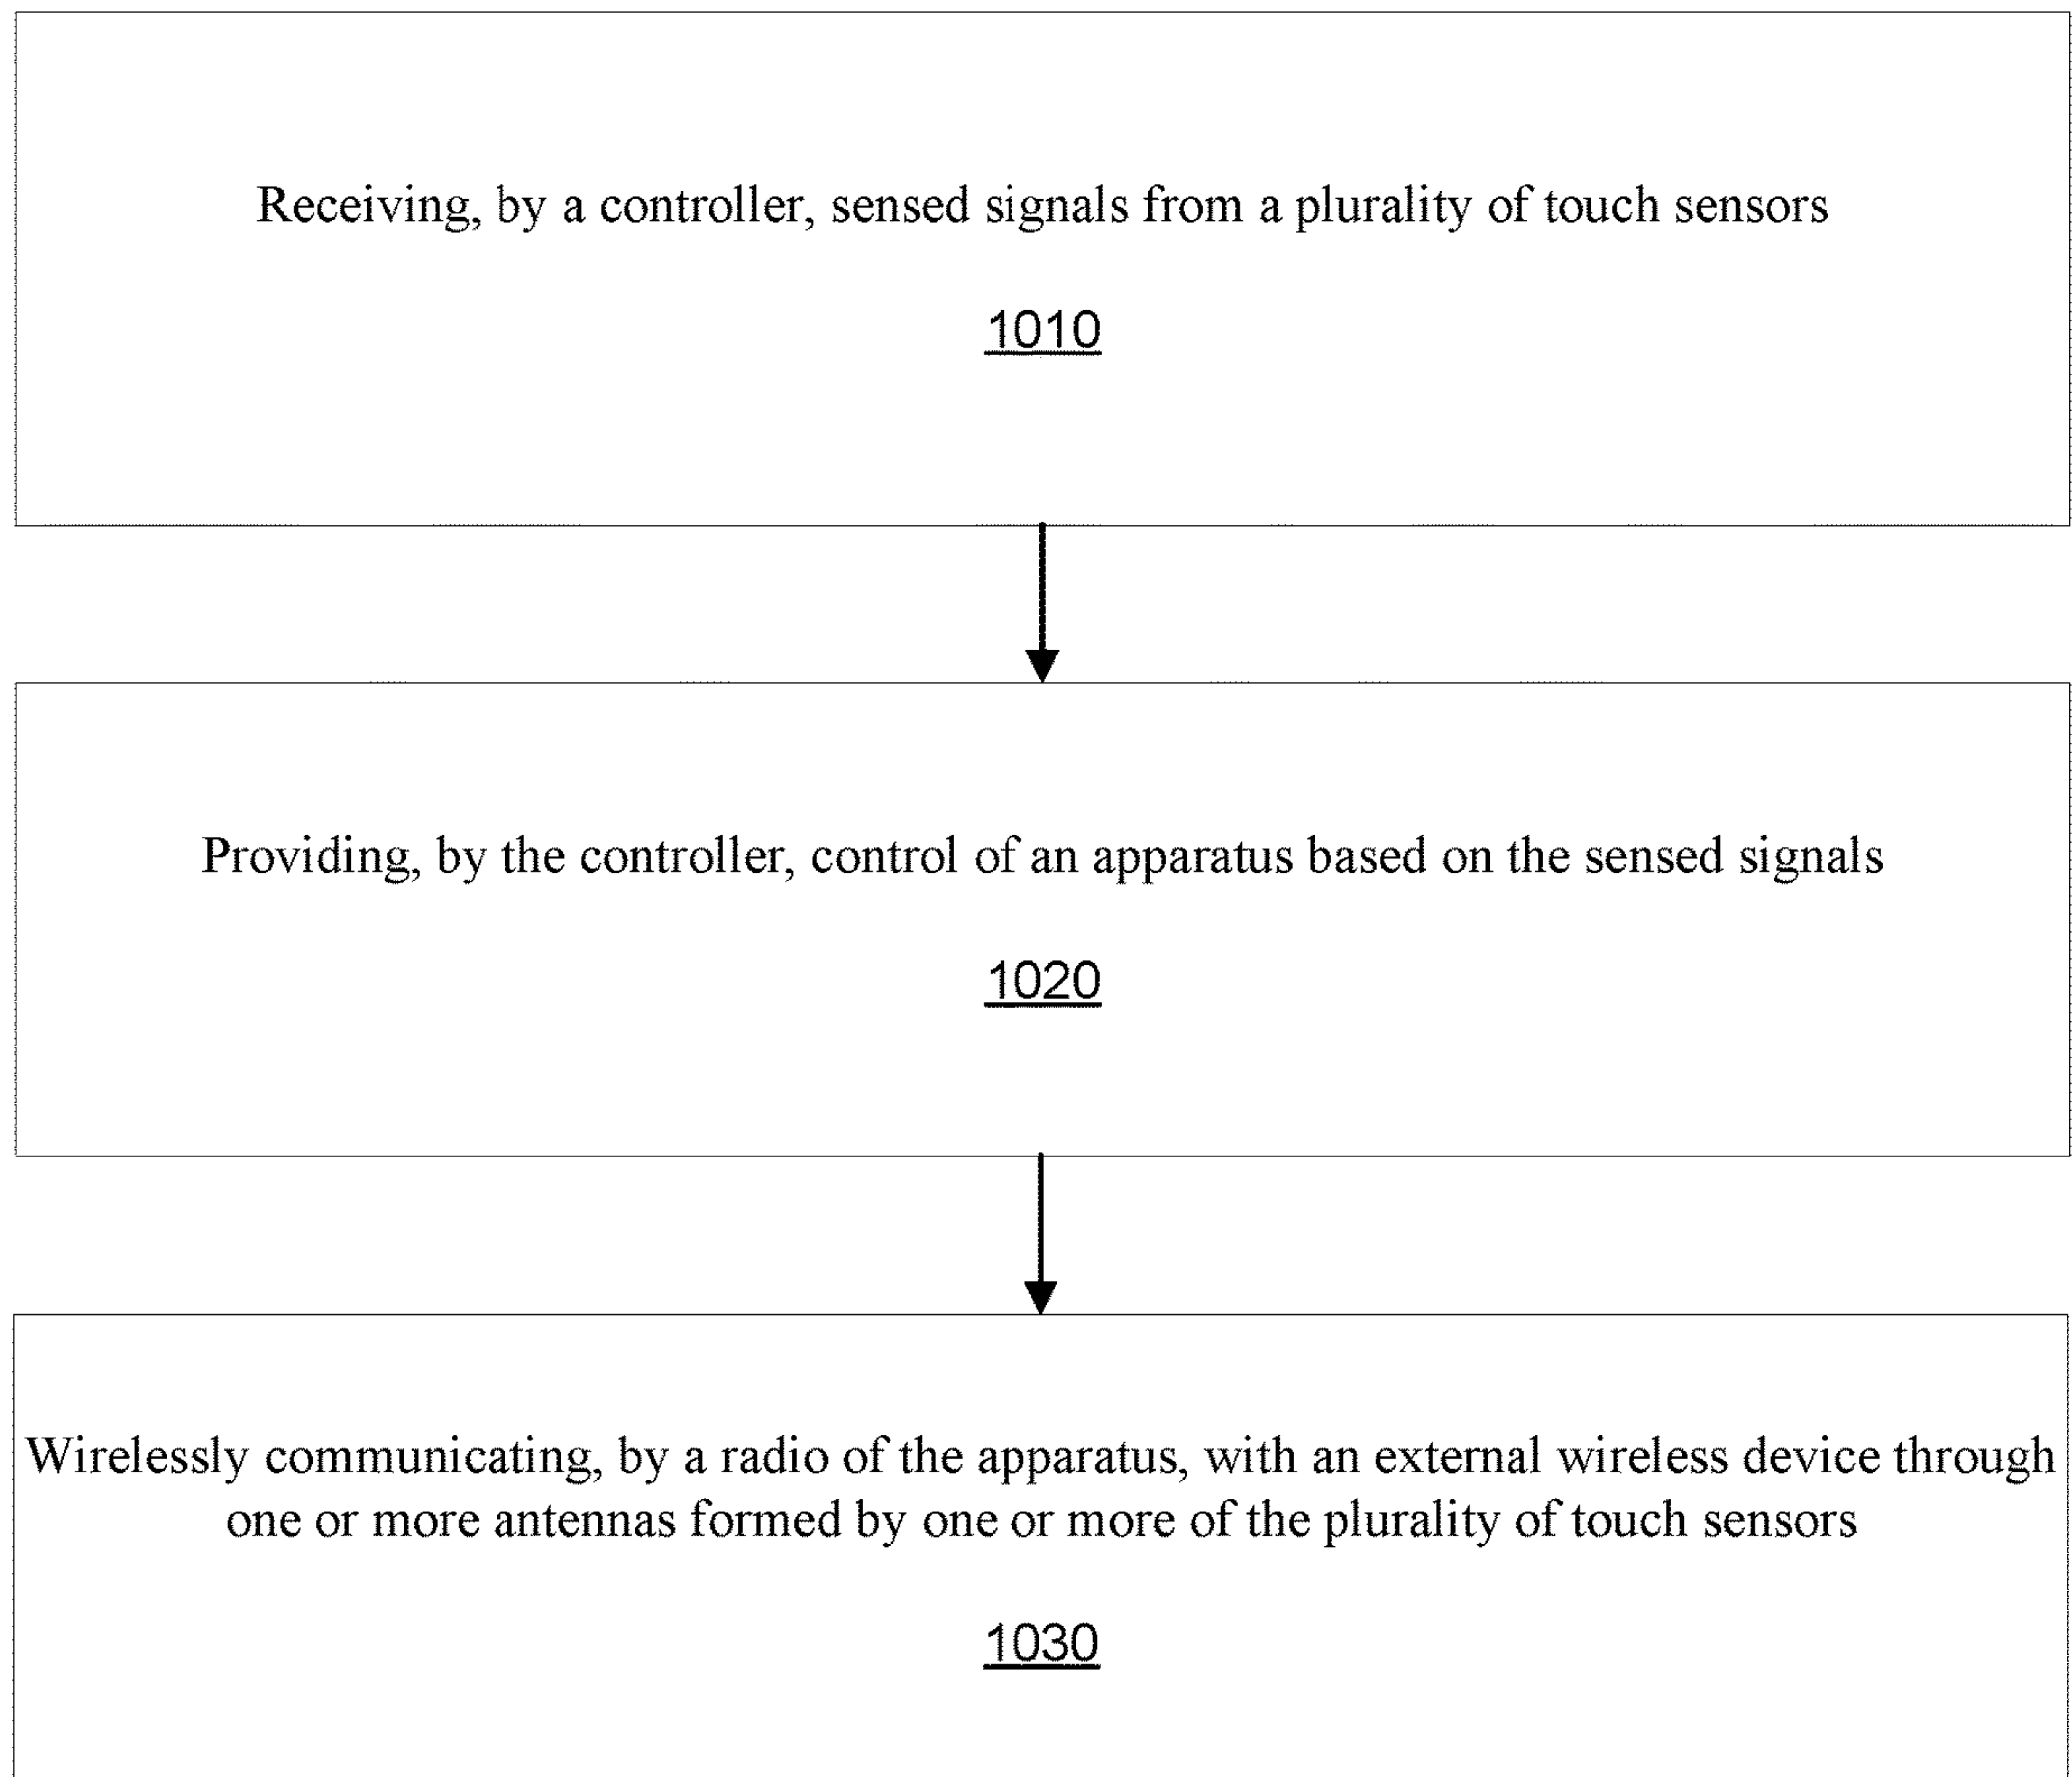 Receiving, by a controller, sensed signals from a plurality of touch sensors
1010
Providing, by the controller, control of an apparatus based on the sensed signals
1020
Wirelessly communicating, by a radio of the apparatus, with an external wireless device through
one or more antennas formed by one or more of the plurality of touch sensors
1030